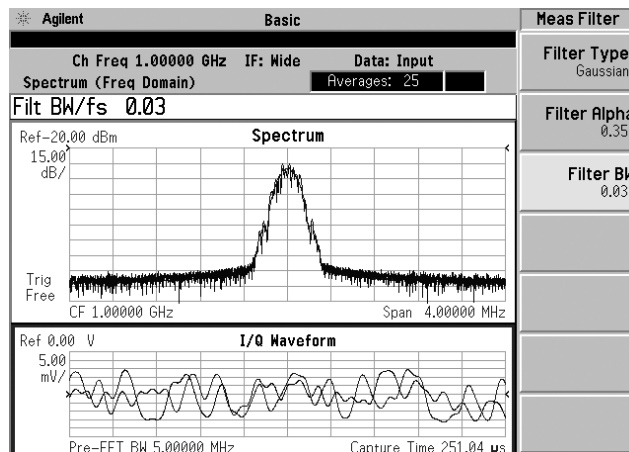 Agilent Basic Meas Filter
Ch Freq 1.00000 GHz IF: Wide Data: Input
Spectrum (Freq Domain) Averages: 25
Filt BW/fs 0.03
Filter Type
Gaussian
Filter Alpha
0.35
Filter BW
0.03
Ref-20.00 dBm Spectrum
15.00
dB/
Trig
Free
CF 1.00000 GHz Span 4.00000 MHz
Ref 0.00 V I/Q Waveform
5.00
mV/
Pre-FFT BW 5.00000 MHz Capture Time 251.04 µs